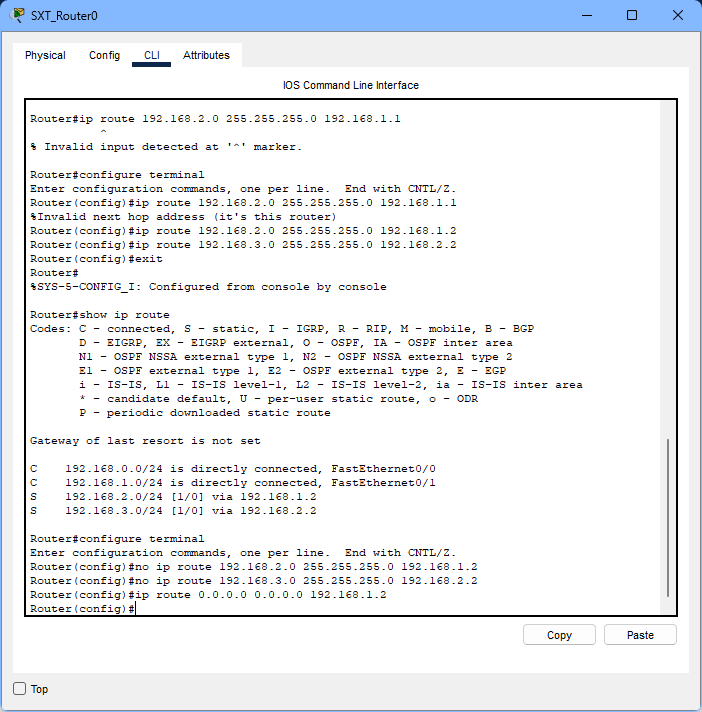 SXT_Router0
Physical Config CLI Attributes
IOS Command Line Interface
Router#ip route 192.168.2.0 255.255.255.0 192.168.1.1
^
% Invalid input detected at '^' marker.
Router#configure terminal
Enter configuration commands, one per line.  End with CNTL/Z.
Router(config)#ip route 192.168.2.0 255.255.255.0 192.168.1.1
%Invalid next hop address (it's this router)
Router(config)#ip route 192.168.2.0 255.255.255.0 192.168.1.2
Router(config)#ip route 192.168.3.0 255.255.255.0 192.168.2.2
Router(config)#exit
Router#
%SYS-5-CONFIG_I: Configured from console by console
Router#show ip route
Codes: C - connected, S - static, I - IGRP, R - RIP, M - mobile, B - BGP
D - EIGRP, EX - EIGRP external, O - OSPF, IA - OSPF inter area
N1 - OSPF NSSA external type 1, N2 - OSPF NSSA external type 2
E1 - OSPF external type 1, E2 - OSPF external type 2, E - EGP
i - IS-IS, L1 - IS-IS level-1, L2 - IS-IS level-2, ia - IS-IS inter area
* - candidate default, U - per-user static route, o - ODR
P - periodic downloaded static route
Gateway of last resort is not set
C    192.168.0.0/24 is directly connected, FastEthernet0/0
C    192.168.1.0/24 is directly connected, FastEthernet0/1
S    192.168.2.0/24 [1/0] via 192.168.1.2
S    192.168.3.0/24 [1/0] via 192.168.2.2
Router#configure terminal
Enter configuration commands, one per line.  End with CNTL/Z.
Router(config)#no ip route 192.168.2.0 255.255.255.0 192.168.1.2
Router(config)#no ip route 192.168.3.0 255.255.255.0 192.168.2.2
Router(config)#ip route 0.0.0.0 0.0.0.0 192.168.1.2
Router(config)#
Copy Paste
Top